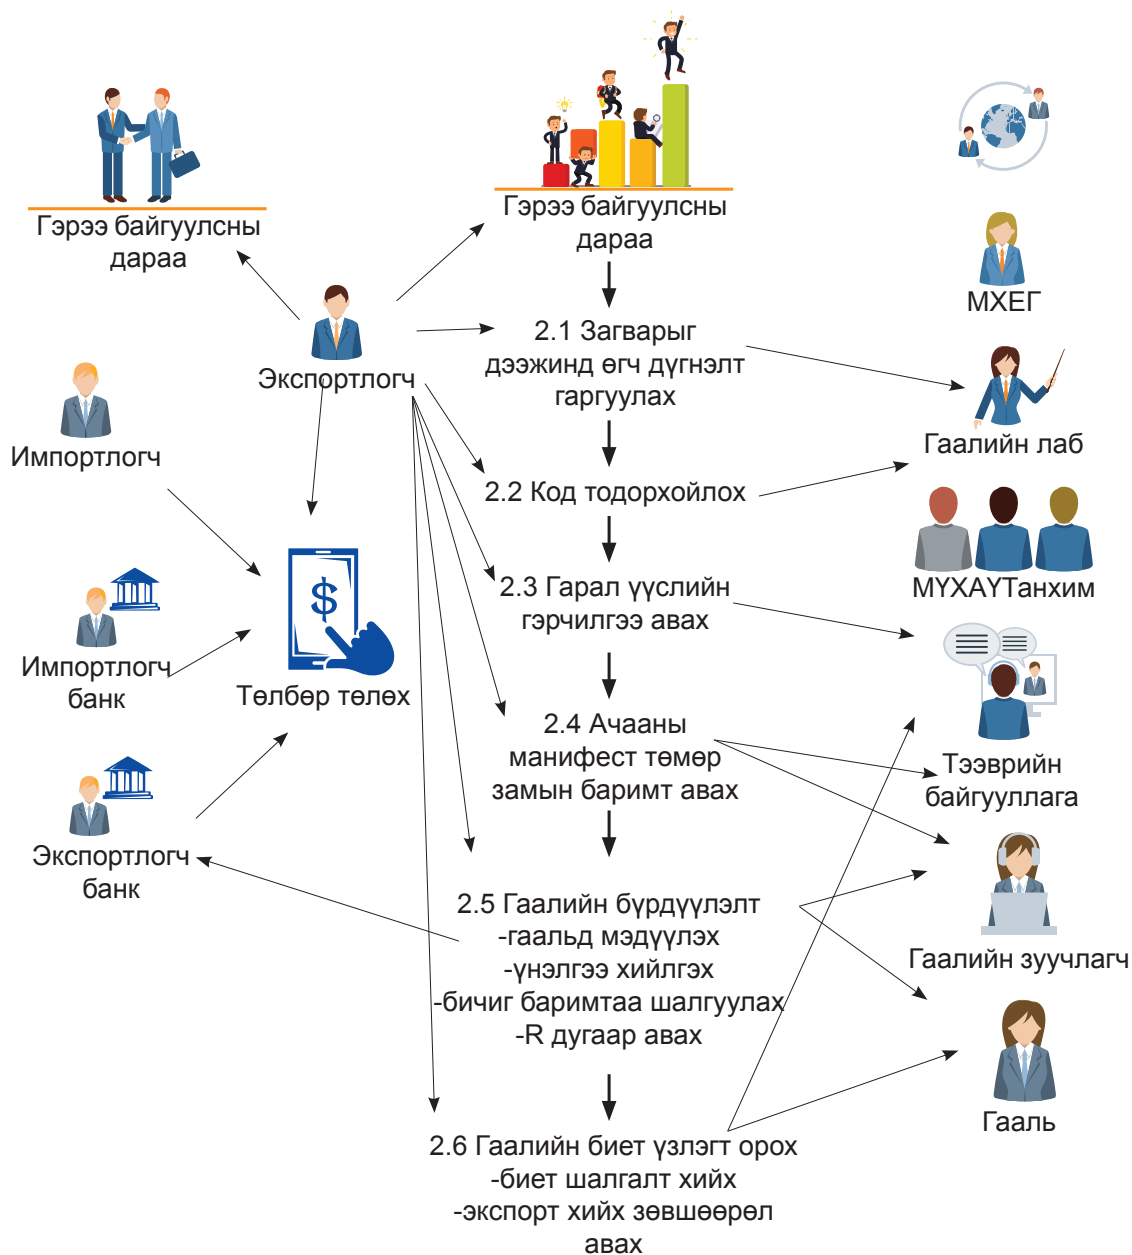 Гэрээ байгуулсны
дараа
Гэрээ байгуулсны
дараа
МХЕГ
Экспортлогч
2.1 Загварыг
дээжинд өгч дүгнэлт
гаргуулах
Гаалийн лаб
Импортлогч
2.2 Код тодорхойлох
МҮХАҮТанхим
2.3 Гарал үүслийн
гэрчилгээ авах
$
Импортлогч
банк
Төлбөр төлөх
2.4 Ачааны
манифест төмөр
замын баримт авах
Тээврийн
байгууллага
Экспортлогч
банк
2.5 Гаалийн бүрдүүлэлт
-гаальд мэдүүлэх
-үнэлгээ хийлгэх
-бичиг баримтаа шалгуулах
-R дугаар авах
Гаалийн зуучлагч
Гааль
2.6 Гаалийн биет үзлэгт орох
-биет шалгалт хийх
-экспорт хийх зөвшөөрөл
авах